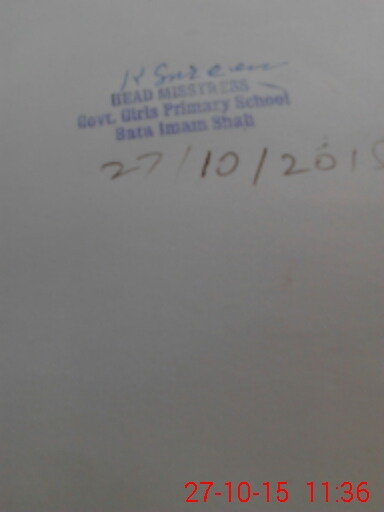 HEAD MISSTRESS
Govt. Girls Primary School
Bata Imam Shah
27/10/2015
27-10-15 11:36